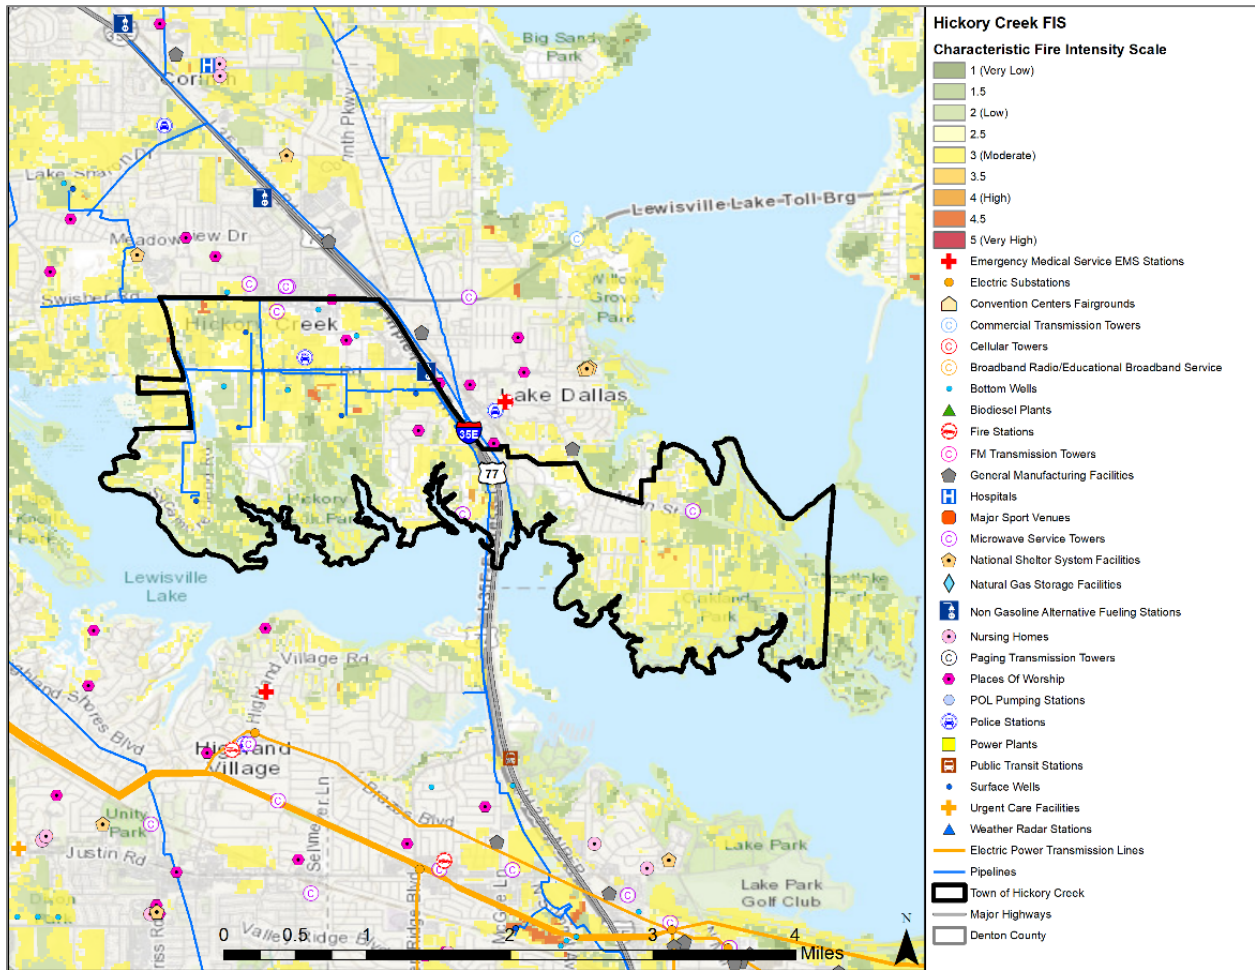 Hickory Creek FIS
Characteristic Fire Intensity Scale
1 (Very Low)
1.5
2 (Low)
2.5
3 (Moderate)
3.5
4 (High)
4.5
5 (Very High)
Emergency Medical Service EMS Stations
Electric Substations
Convention Centers Fairgrounds
Commercial Transmission Towers
Cellular Towers
Broadband Radio/Educational Broadband Service
Bottom Wells
Biodiesel Plants
Fire Stations
FM Transmission Towers
General Manufacturing Facilities
Hospitals
Major Sport Venues
Microwave Service Towers
National Shelter System Facilities
Natural Gas Storage Facilities
Non Gasoline Alternative Fueling Stations
Nursing Homes
Paging Transmission Towers
Places Of Worship
POL Pumping Stations
Police Stations
Power Plants
Public Transit Stations
Surface Wells
Urgent Care Facilities
Weather Radar Stations
Electric Power Transmission Lines
Pipelines
Town of Hickory Creek
Major Highways
Denton County
Big Sand
Park
Lewisville Lake Toll Brg
Swisher Rd
Hickory Creek
Grove
Park
Lake Dallas
35E
77
Lewisville
Lake
Village Rd
Highland
Village
Brazos Blvd
Unity
Park
Justin Rd
Lake Park
Lake Park
Golf Club
N
0 0.5 1 2 3 4
Miles